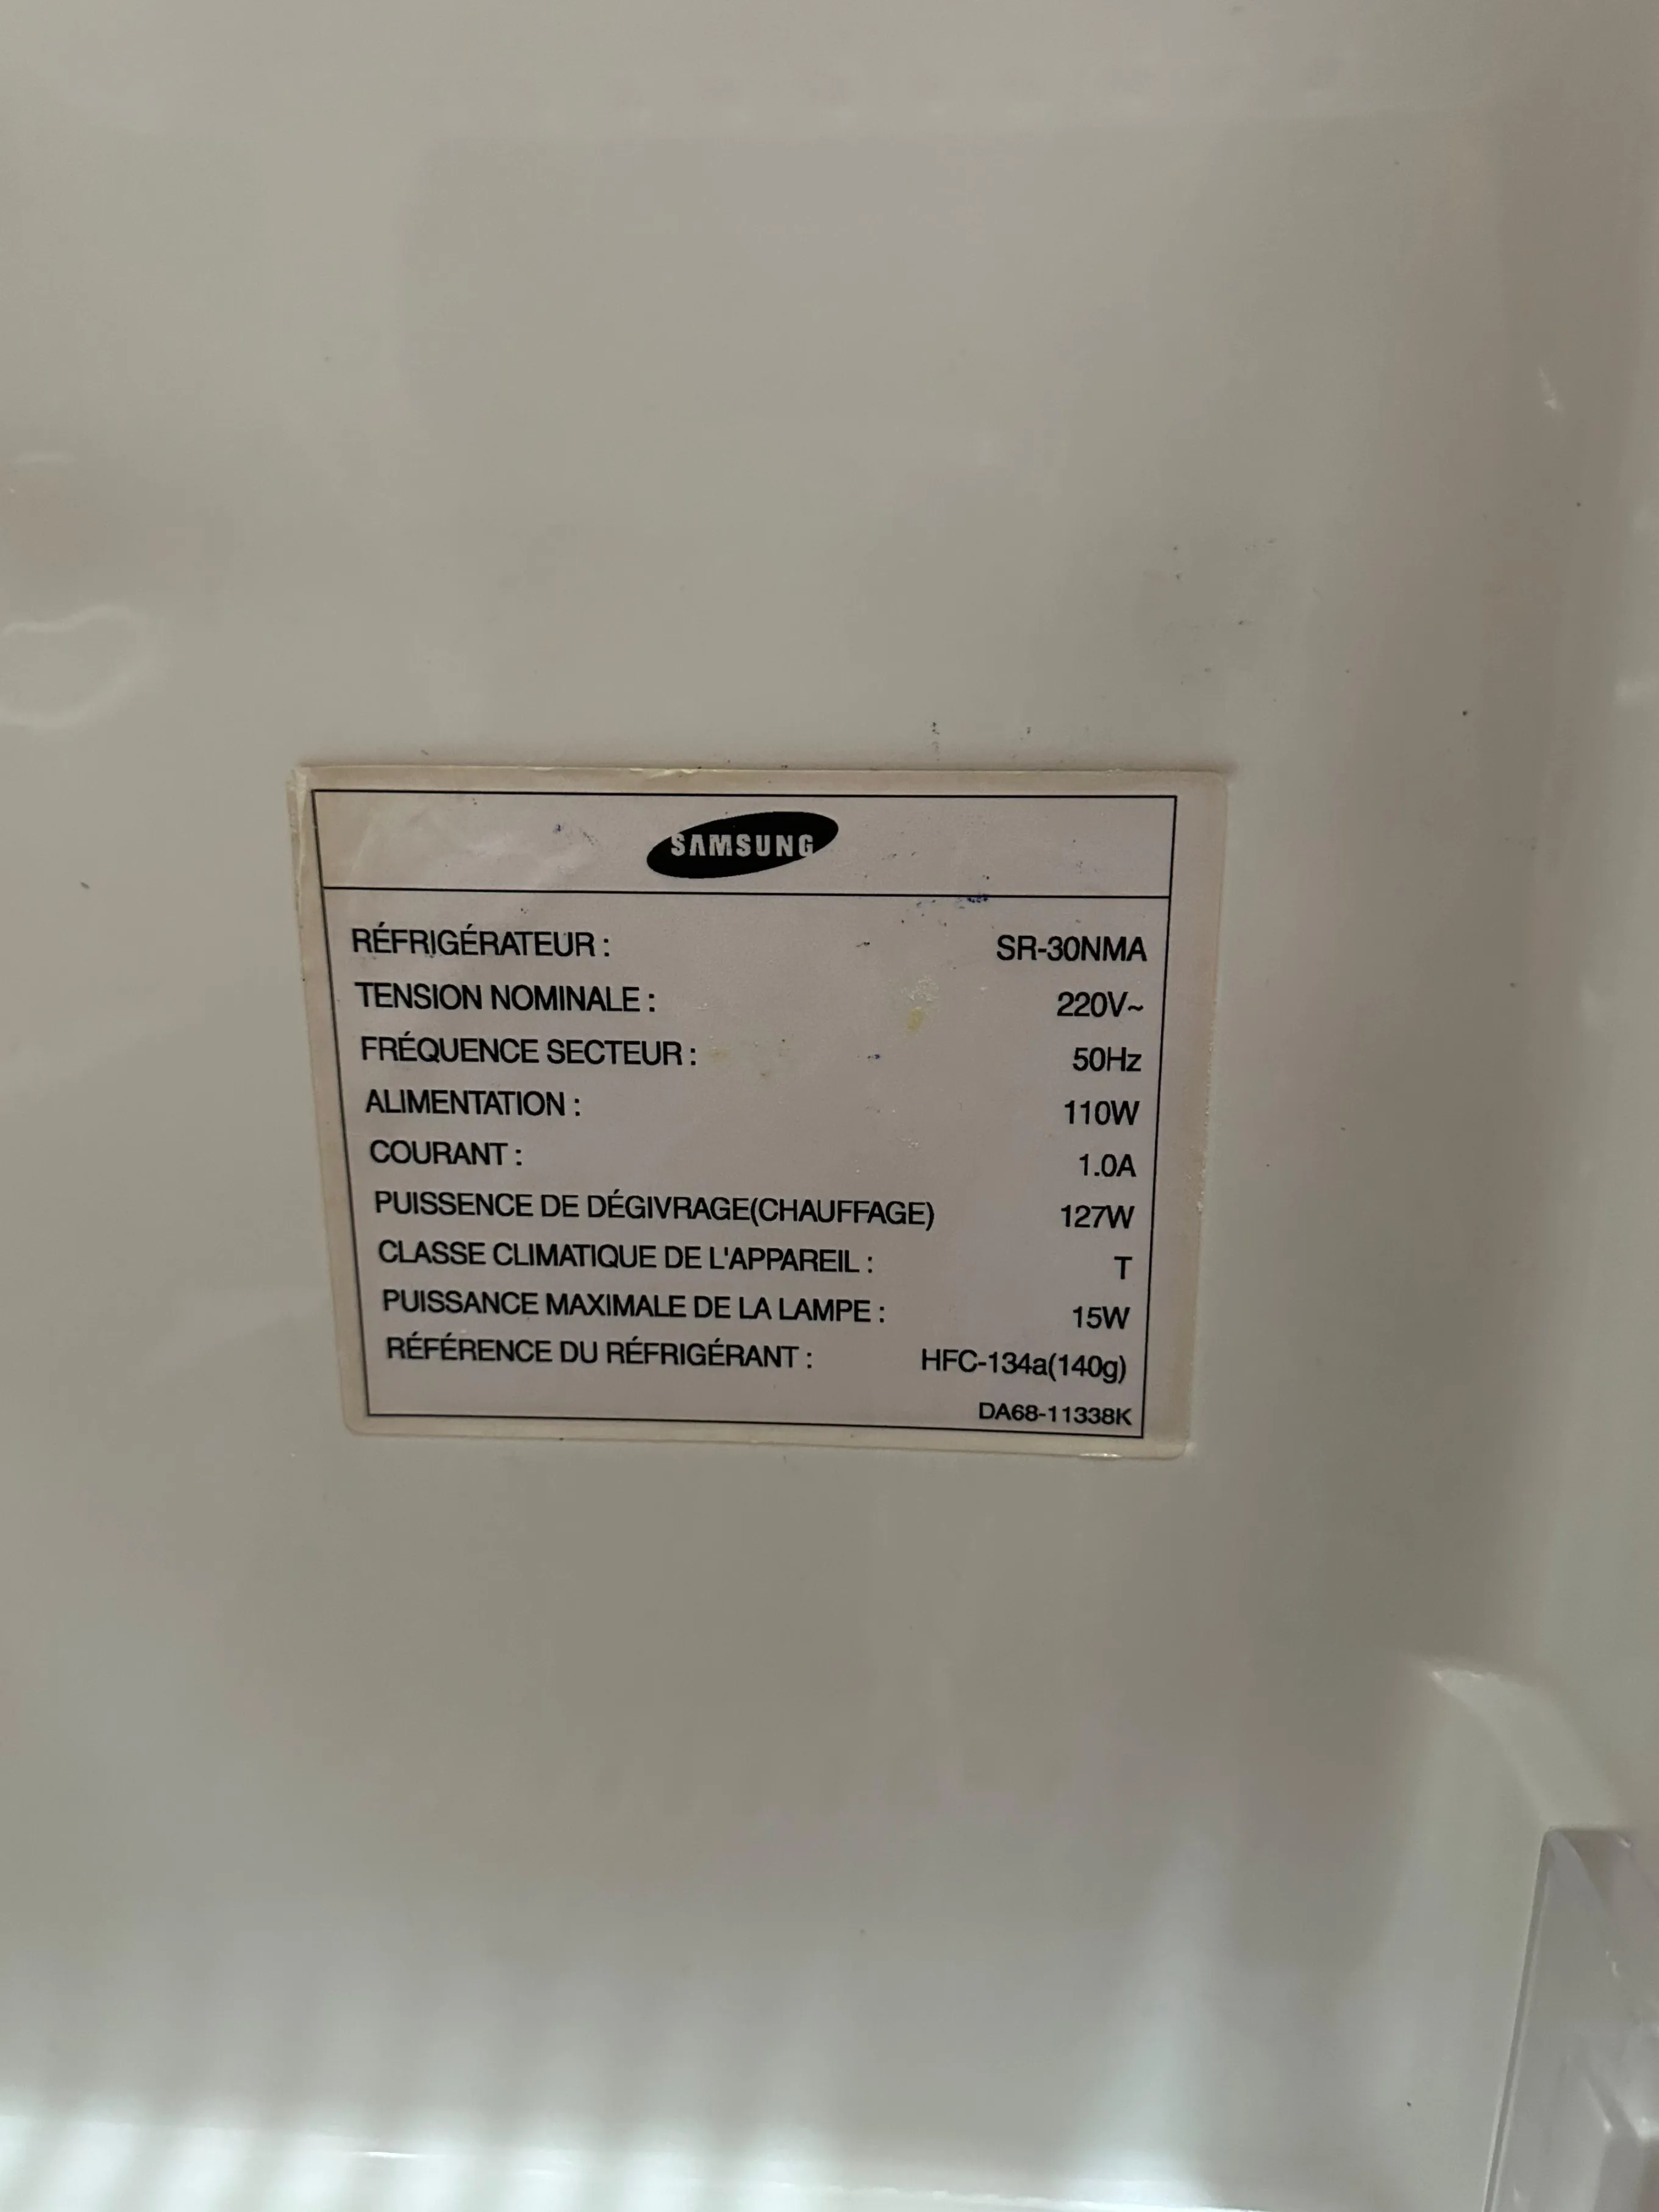 SAMSUNG
RÉFRIGÉRATEUR : SR-30NMA
TENSION NOMINALE : 220V~
FRÉQUENCE SECTEUR : 50Hz
ALIMENTATION : 110W
COURANT : 1.0A
PUISSENCE DE DÉGIVRAGE(CHAUFFAGE) 127W
CLASSE CLIMATIQUE DE L'APPAREIL : T
PUISSANCE MAXIMALE DE LA LAMPE : 15W
RÉFÉRENCE DU RÉFRIGÉRANT : HFC-134a(140g)
DA68-11338K